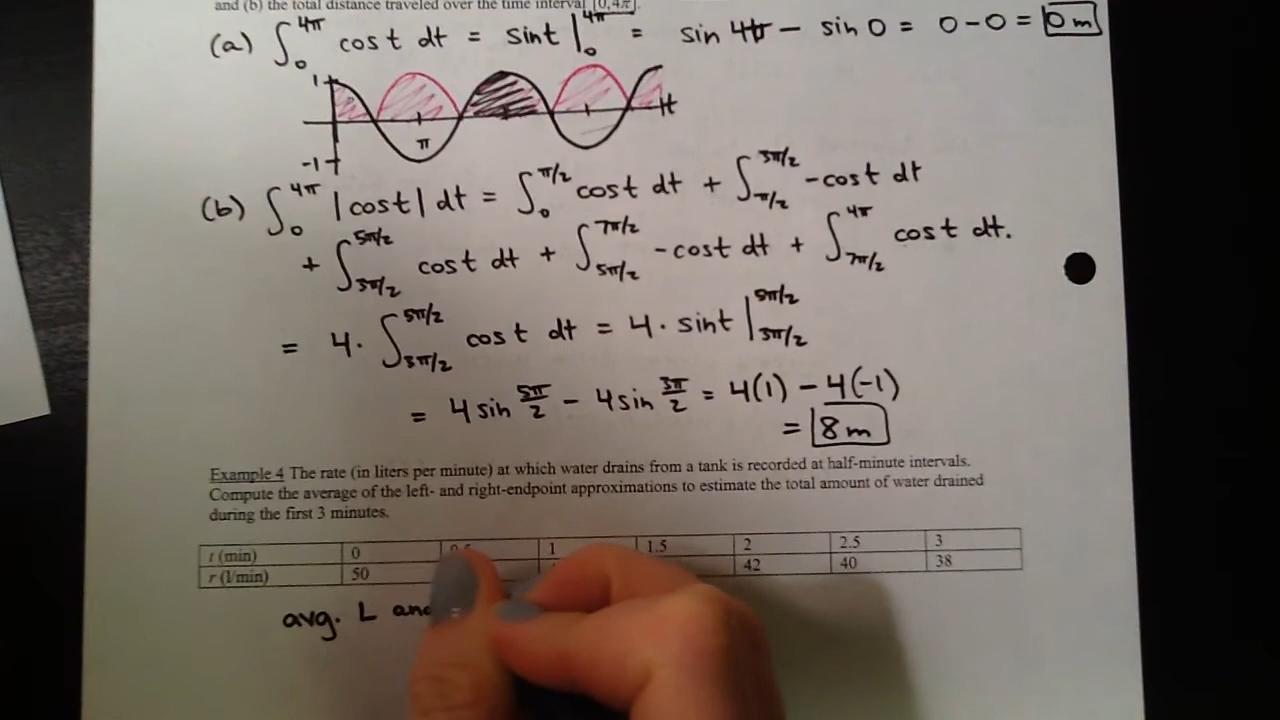 and (b) the total distance traveled over the time interval [0,4π].
(a) ∫₀^4π cos t dt = sin t |₀^4π = sin 4π − sin 0 = 0−0 = 0 m
1
π
-1
(b) ∫₀^4π |cos t| dt = ∫₀^π/2 cos t dt + ∫_π/2^3π/2 -cos t dt
+ ∫_3π/2^5π/2 cos t dt + ∫_5π/2^7π/2 -cos t dt + ∫_7π/2^4π cos t dt.
= 4· ∫_3π/2^5π/2 cos t dt = 4· sin t |_3π/2^5π/2
= 4 sin 5π/2 − 4 sin 3π/2 = 4(1) − 4(-1)
= 8 m
Example 4 The rate (in liters per minute) at which water drains from a tank is recorded at half-minute intervals.
Compute the average of the left- and right-endpoint approximations to estimate the total amount of water drained
during the first 3 minutes.
t (min) 0 1 1.5 2 2.5 3
r (l/min) 50 42 40 38
avg. L and